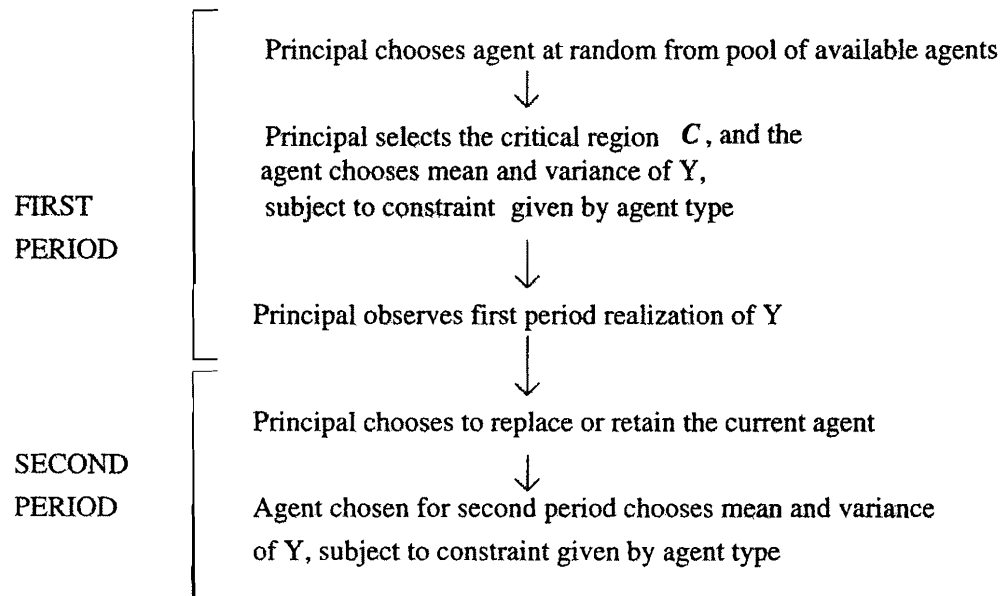 Principal chooses agent at random from pool of available agents
Principal selects the critical region C, and the
agent chooses mean and variance of Y,
subject to constraint given by agent type
FIRST
PERIOD
Principal observes first period realization of Y
Principal chooses to replace or retain the current agent
SECOND
PERIOD
Agent chosen for second period chooses mean and variance
of Y, subject to constraint given by agent type